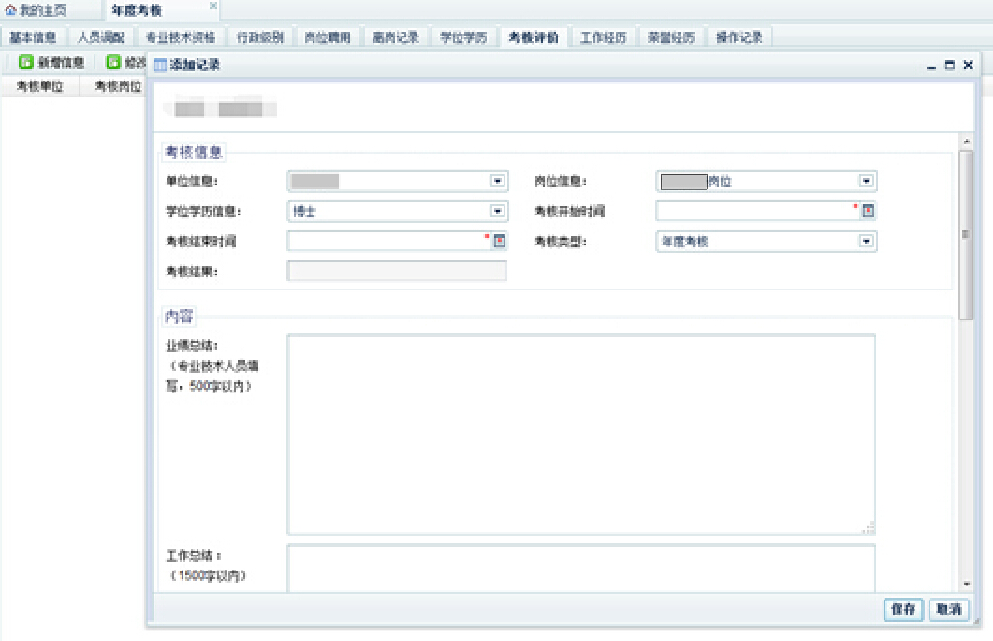 我的主页 年度考核
基本信息 人员调配 专业技术资格 行政级别 岗位聘用 离岗记录 学位学历 考核评价 工作经历 荣誉经历 操作记录
新增信息 修改
添加记录
考核单位 考核岗位
考核信息
单位信息: 岗位信息: 岗位
学位学历信息: 博士 考核开始时间 *
考核结束时间 * 考核类型: 年度考核
考核结果:
内容
业绩总结:
（专业技术人员填
写，500字以内）
工作总结：
（1500字以内）
保存 取消